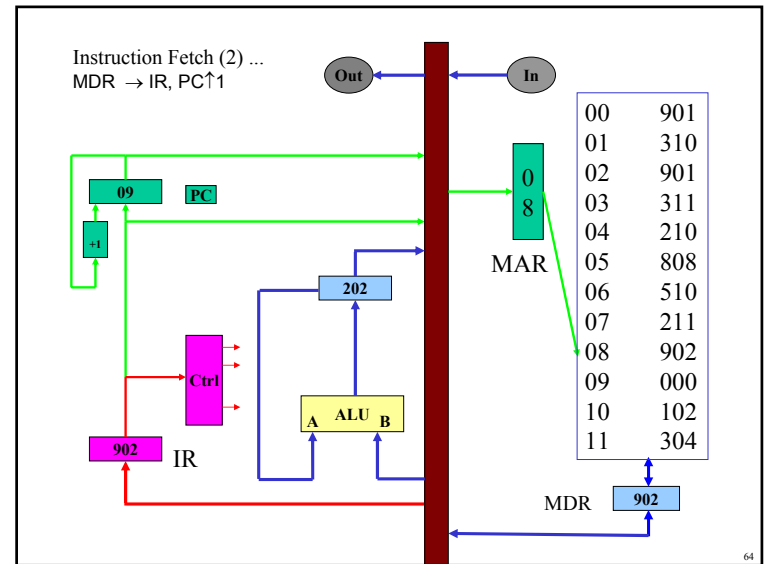 Instruction Fetch (2) ...
MDR → IR, PC↑1
Out
In
09
PC
+1
0
8
MAR
202
Ctrl
A
ALU
B
902
IR
00 901
01 310
02 901
03 311
04 210
05 808
06 510
07 211
08 902
09 000
10 102
11 304
MDR
902
64